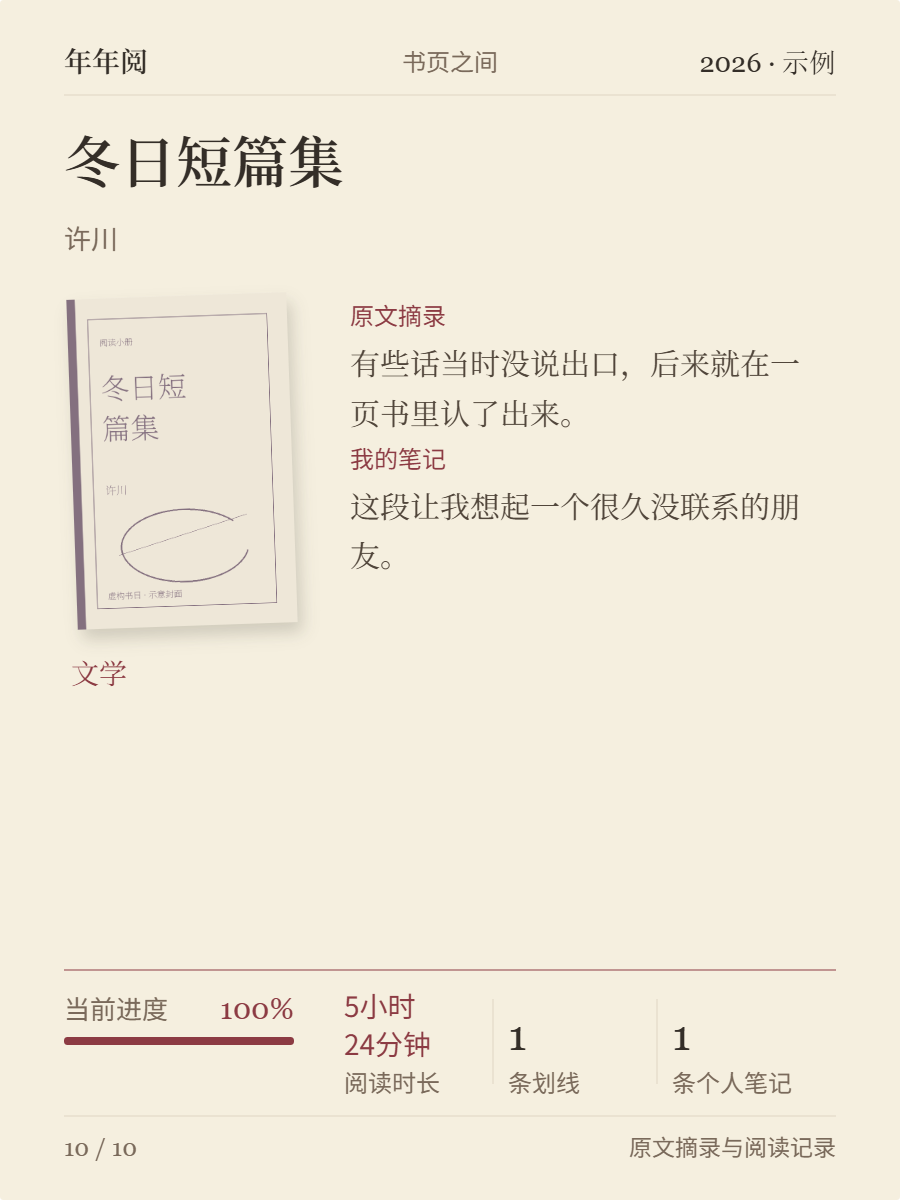 年年阅
书页之间
2026 · 示例
冬日短篇集
许川
阅读小册
冬日短
篇集
许川
虚构书目 · 示意封面
文学
原文摘录
有些话当时没说出口，后来就在一
页书里认了出来。
我的笔记
这段让我想起一个很久没联系的朋
友。
当前进度 100%
5小时
24分钟
阅读时长
1
条划线
1
条个人笔记
10 / 10
原文摘录与阅读记录